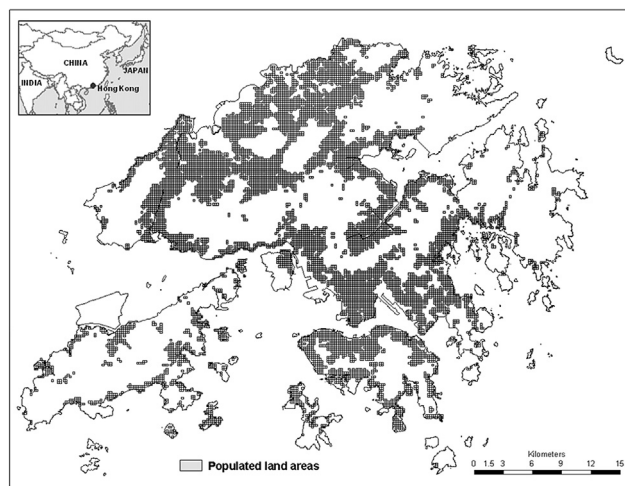 CHINA
JAPAN
INDIA
Hong Kong
Populated land areas
Kilometers
0 1.5 3 6 9 12 15